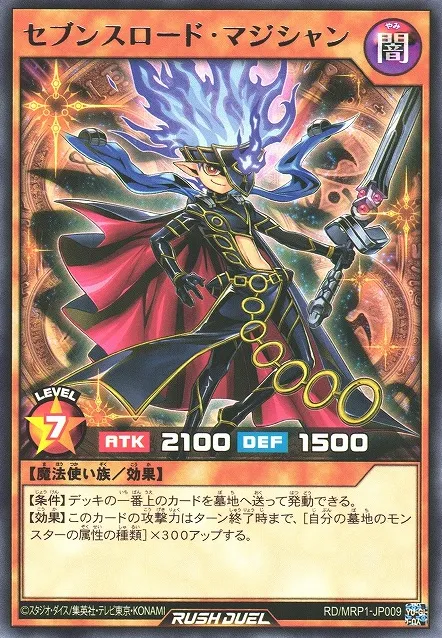 セブンスロード・マジシャン
闇
LEVEL
7
ATK 2100 DEF 1500
【魔法使い族／効果】
【条件】デッキの一番上のカードを墓地へ送って発動できる。
【効果】このカードの攻撃力はターン終了時まで、[自分の墓地のモン
スターの属性の種類]×300アップする。
©スタジオ・ダイス/集英社・テレビ東京・KONAMI
RUSH DUEL
RD/MRP1-JP009